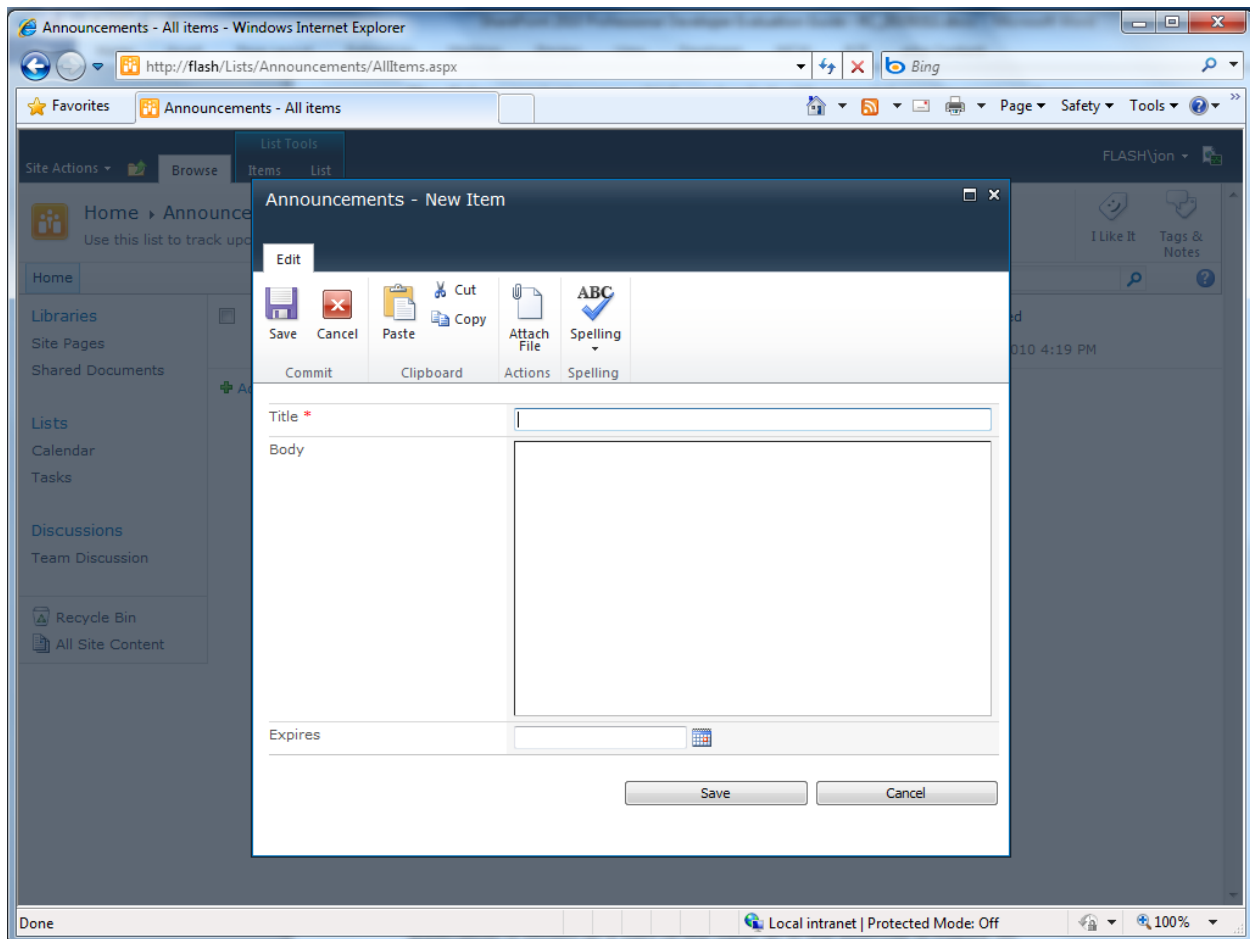 Announcements - All items - Windows Internet Explorer
http://flash/Lists/Announcements/AllItems.aspx
Bing
Favorites
Announcements - All items
Page
Safety
Tools
List Tools
Site Actions
Browse
Items
List
FLASH\jon
Announcements - New Item
Home
Use this list to track
I Like It
Tags &
Notes
Edit
Home
Save
Cancel
Paste
Cut
Copy
Attach
File
ABC
Spelling
Commit
Clipboard
Actions
Spelling
Libraries
Site Pages
Shared Documents
010 4:19 PM
Lists
Calendar
Tasks
Discussions
Team Discussion
Recycle Bin
All Site Content
Title *
Body
Expires
Save
Cancel
Done
Local intranet | Protected Mode: Off
100%